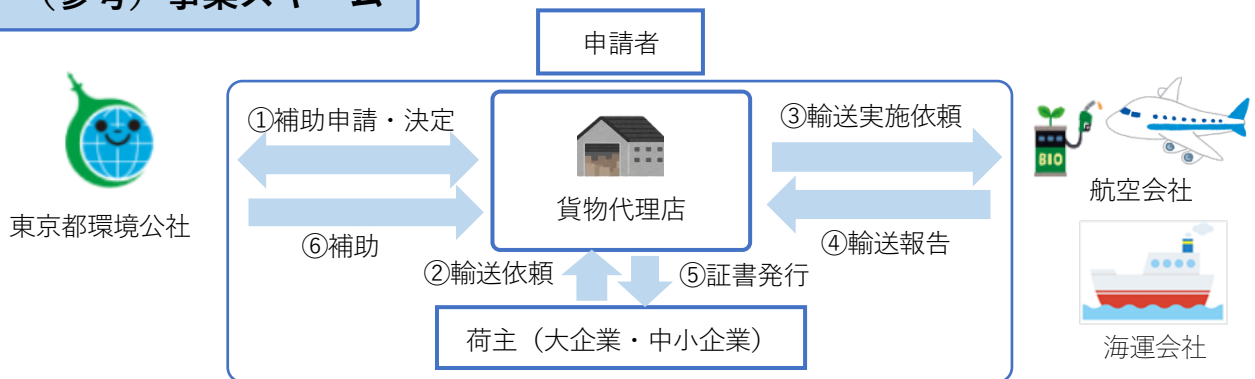 （参考）事業スキーム
申請者
①補助申請・決定
③輸送実施依頼
BIO
航空会社
貨物代理店
東京都環境公社
⑥補助
④輸送報告
②輸送依頼
⑤証書発行
荷主（大企業・中小企業）
海運会社